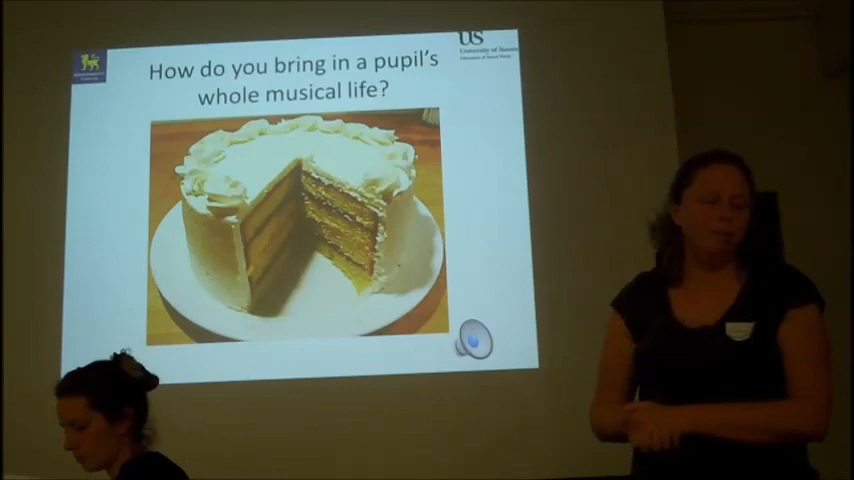 How do you bring in a pupil's
whole musical life?
US
University of Sussex